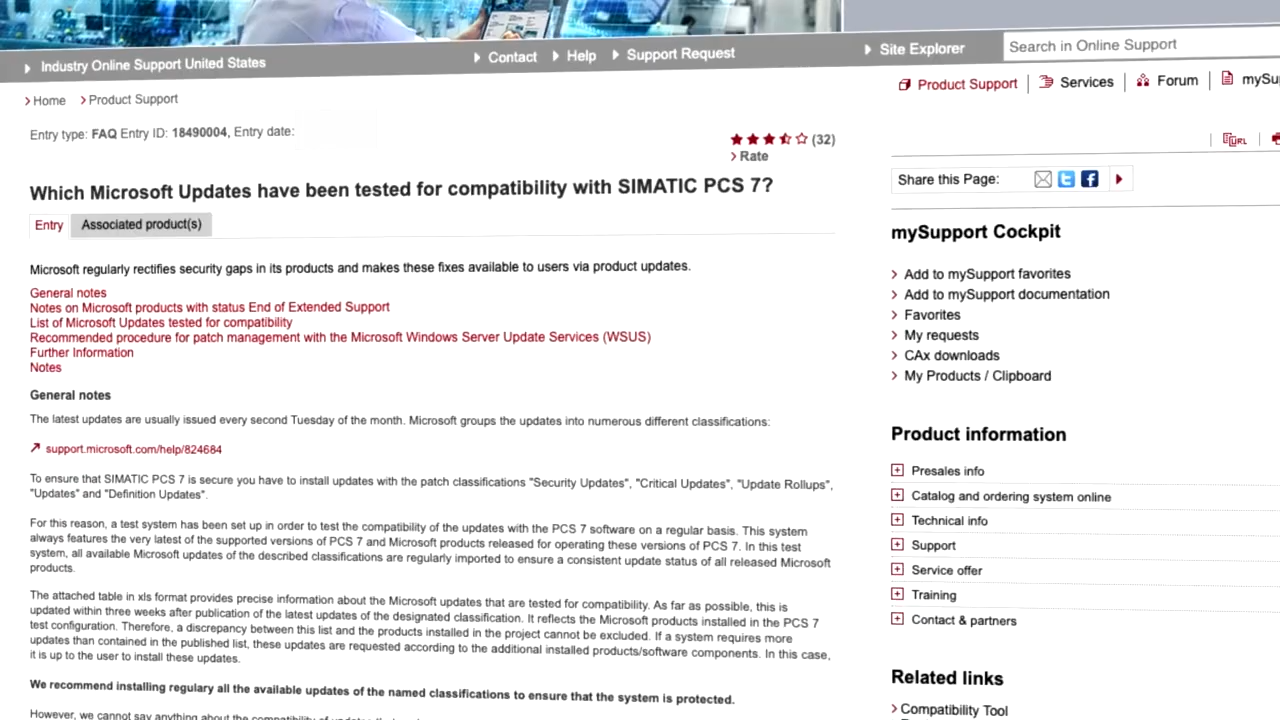 Industry Online Support United States
Contact
Help
Support Request
Site Explorer
Search in Online Support
Home
Product Support
Product Support
Services
Forum
Entry type: FAQ Entry ID: 18490004, Entry date:
(32)
Rate
URL
Share this Page:
Which Microsoft Updates have been tested for compatibility with SIMATIC PCS 7?
Entry
Associated product(s)
Microsoft regularly rectifies security gaps in its products and makes these fixes available to users via product updates.
General notes
Notes on Microsoft products with status End of Extended Support
List of Microsoft Updates tested for compatibility
Recommended procedure for patch management with the Microsoft Windows Server Update Services (WSUS)
Further Information
Notes
General notes
The latest updates are usually issued every second Tuesday of the month. Microsoft groups the updates into numerous different classifications:
support.microsoft.com/help/824684
To ensure that SIMATIC PCS 7 is secure you have to install updates with the patch classifications "Security Updates", "Critical Updates", "Update Rollups",
"Updates" and "Definition Updates".
For this reason, a test system has been set up in order to test the compatibility of the updates with the PCS 7 software on a regular basis. This system
always features the very latest of the supported versions of PCS 7 and Microsoft products released for operating these versions of PCS 7. In this test
system, all available Microsoft updates of the described classifications are regularly imported to ensure a consistent update status of all released Microsoft
products.
The attached table in xls format provides precise information about the Microsoft updates that are tested for compatibility. As far as possible, this is
updated within three weeks after publication of the latest updates of the designated classification. It reflects the Microsoft products installed in the PCS 7
test configuration. Therefore, a discrepancy between this list and the products installed in the project cannot be excluded. If a system requires more
updates than contained in the published list, these updates are requested according to the additional installed products/software components. In this case,
it is up to the user to install these updates.
We recommend installing regulary all the available updates of the named classifications to ensure that the system is protected.
However, we cannot say anything about the compatibility of updates
mySupport Cockpit
Add to mySupport favorites
Add to mySupport documentation
Favorites
My requests
CAx downloads
My Products / Clipboard
Product information
Presales info
Catalog and ordering system online
Technical info
Support
Service offer
Training
Contact & partners
Related links
Compatibility Tool